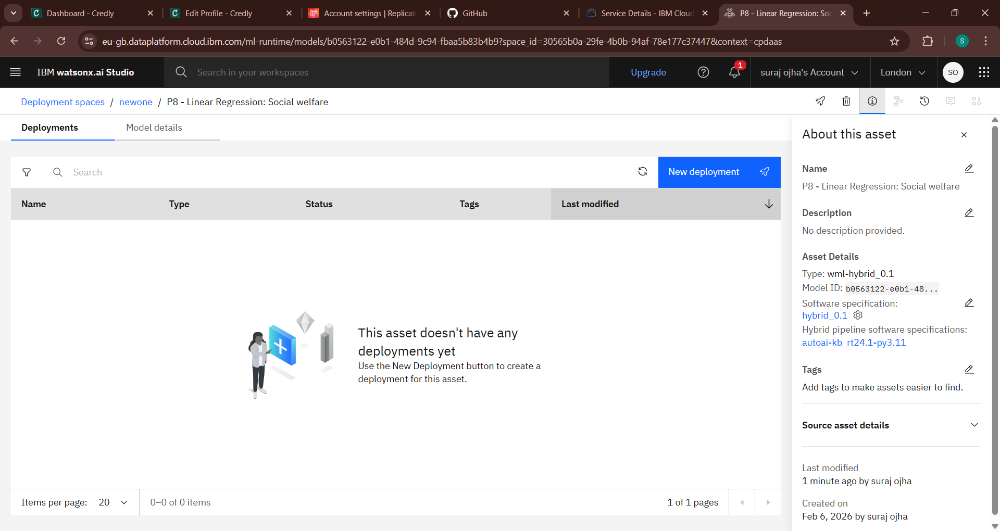 Dashboard - Credly
Edit Profile - Credly
Account settings | Replicate
GitHub
Service Details - IBM Cloud
P8 - Linear Regression: Soc
eu-gb.dataplatform.cloud.ibm.com/ml-runtime/models/b0563122-e0b1-484d-9c94-fbaa5b83b4b9?space_id=30565b0a-29fe-4b0b-94af-78e177c37447&context=cpdaas
S
IBM watsonx.ai Studio
Search in your workspaces
Upgrade
1
suraj ojha's Account
London
SO
Deployment spaces / newone / P8 - Linear Regression: Social welfare
Deployments
Model details
Search
New deployment
Name
Type
Status
Tags
Last modified
This asset doesn't have any
deployments yet
Use the New Deployment button to create a
deployment for this asset.
Items per page: 20
0–0 of 0 items
1 of 1 pages
About this asset
Name
P8 - Linear Regression: Social welfare
Description
No description provided.
Asset Details
Type: wml-hybrid_0.1
Model ID: b0563122-e0b1-48...
Software specification:
hybrid_0.1
Hybrid pipeline software specifications:
autoai-kb_rt24.1-py3.11
Tags
Add tags to make assets easier to find.
Source asset details
Last modified
1 minute ago by suraj ojha
Created on
Feb 6, 2026 by suraj ojha